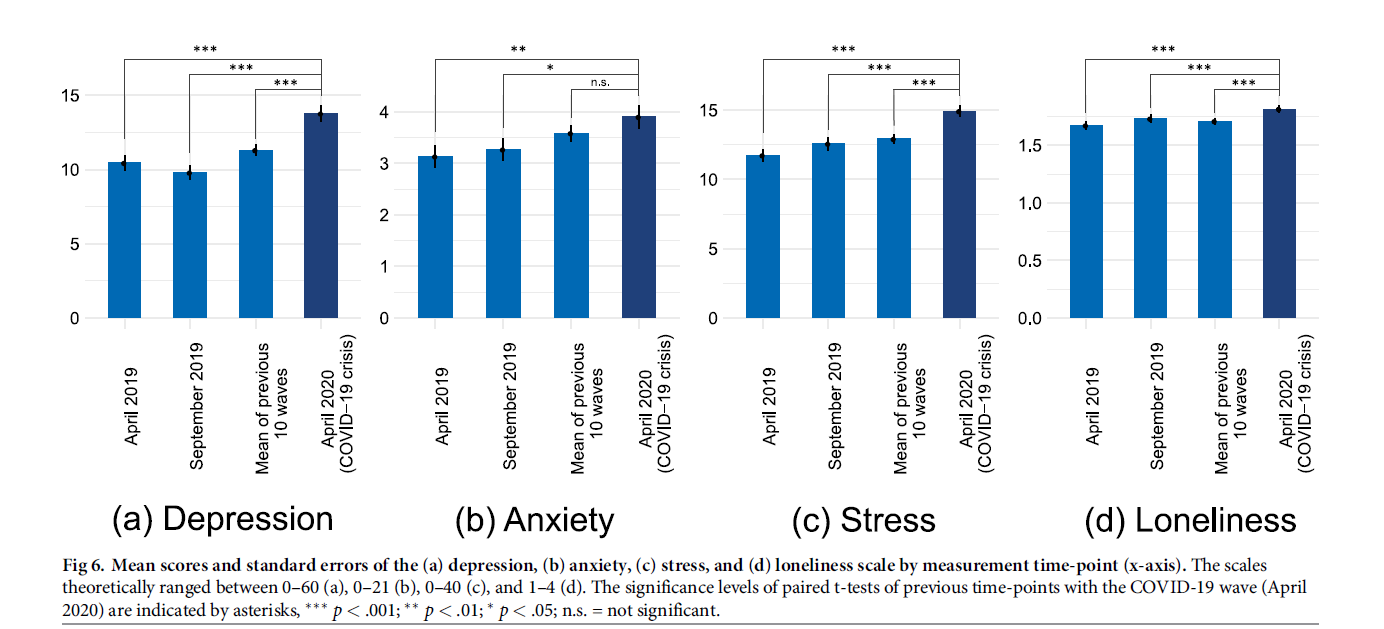 ***
***
***
15
10
5
0
April 2019
September 2019
Mean of previous
10 waves
April 2020
(COVID–19 crisis)
(a) Depression
**
*
n.s.
4
3
2
1
0
April 2019
September 2019
Mean of previous
10 waves
April 2020
(COVID–19 crisis)
(b) Anxiety
***
***
***
15
10
5
0
April 2019
September 2019
Mean of previous
10 waves
April 2020
(COVID–19 crisis)
(c) Stress
***
***
***
1.5
1.0
0.5
0.0
April 2019
September 2019
Mean of previous
10 waves
April 2020
(COVID–19 crisis)
(d) Loneliness
Fig 6. Mean scores and standard errors of the (a) depression, (b) anxiety, (c) stress, and (d) loneliness scale by measurement time-point (x-axis). The scales
theoretically ranged between 0–60 (a), 0–21 (b), 0–40 (c), and 1–4 (d). The significance levels of paired t-tests of previous time-points with the COVID-19 wave (April
2020) are indicated by asterisks, *** p < .001; ** p < .01; * p < .05; n.s. = not significant.